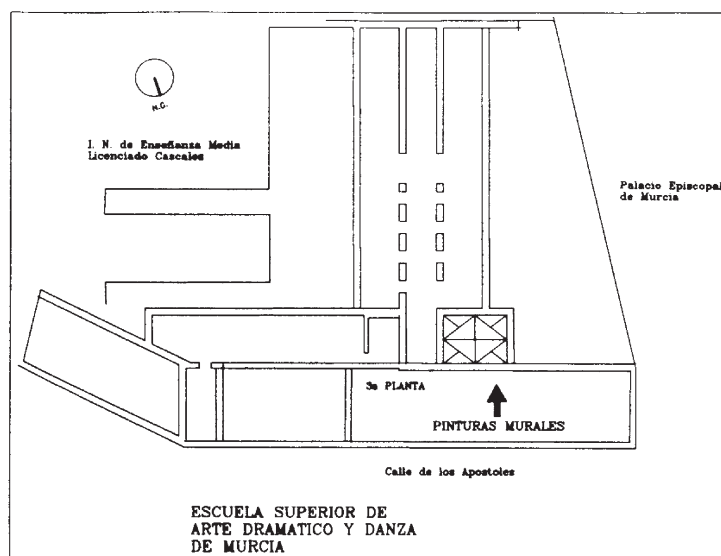 N.G.
I. N. de Enseñanza Media
Licenciado Cascales
Palacio Episcopal
de Murcia
3a PLANTA
PINTURAS MURALES
Calle de los Apostoles
ESCUELA SUPERIOR DE
ARTE DRAMATICO Y DANZA
DE MURCIA